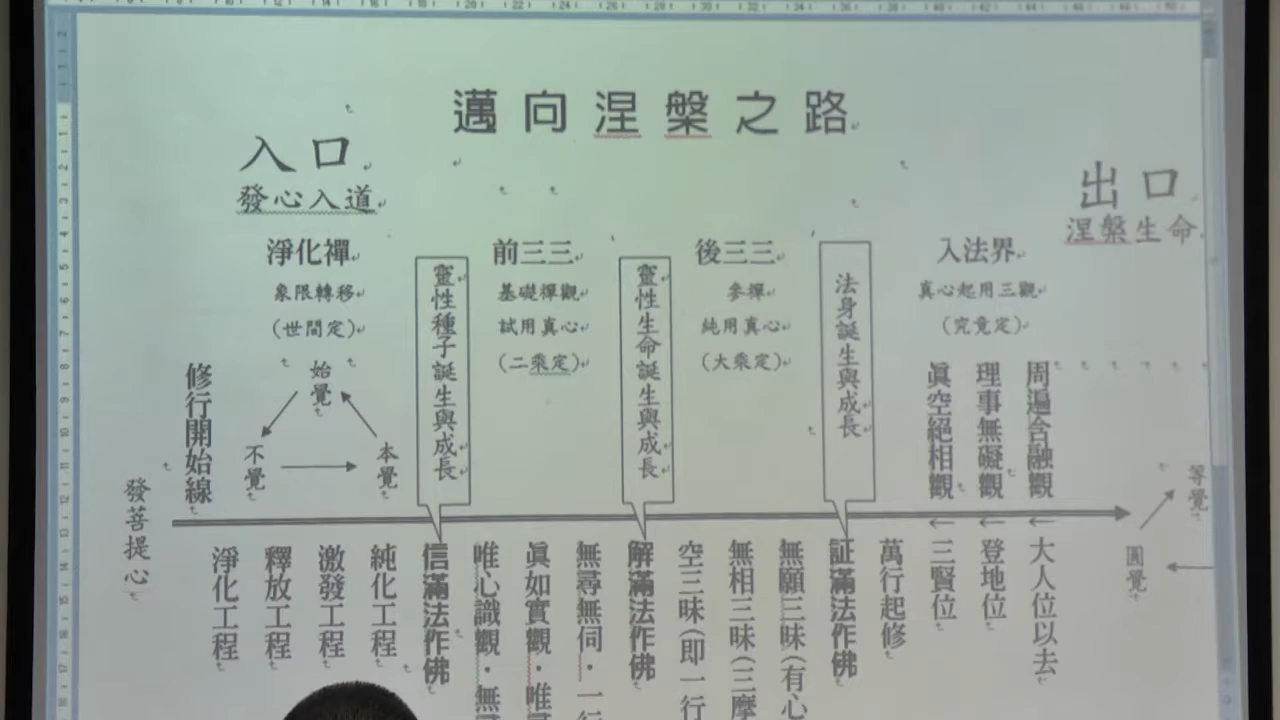 邁向涅槃之路
入口
發心入道
出口
涅槃生命
淨化禪
象限轉移
(世間定)
始覺
不覺
本覺
靈性種子誕生與成長
前三三
基礎禪觀
試用真心
(二乘定)
靈性生命誕生與成長
後三三
參禪
純用真心
(大乘定)
法身誕生與成長
入法界
真心起用三觀
(究竟定)
發菩提心
修行開始線
真空絕相觀
理事無礙觀
周遍含融觀
等覺
圓覺
淨化工程
釋放工程
激發工程
純化工程
信滿法作佛
唯心識觀．無
真如實觀．唯
無尋無伺．一行
解滿法作佛
空三昧(即一行
無相三昧(三摩
無願三昧(有心
証滿法作佛
萬行起修
←三賢位
←登地位
←大人位以去